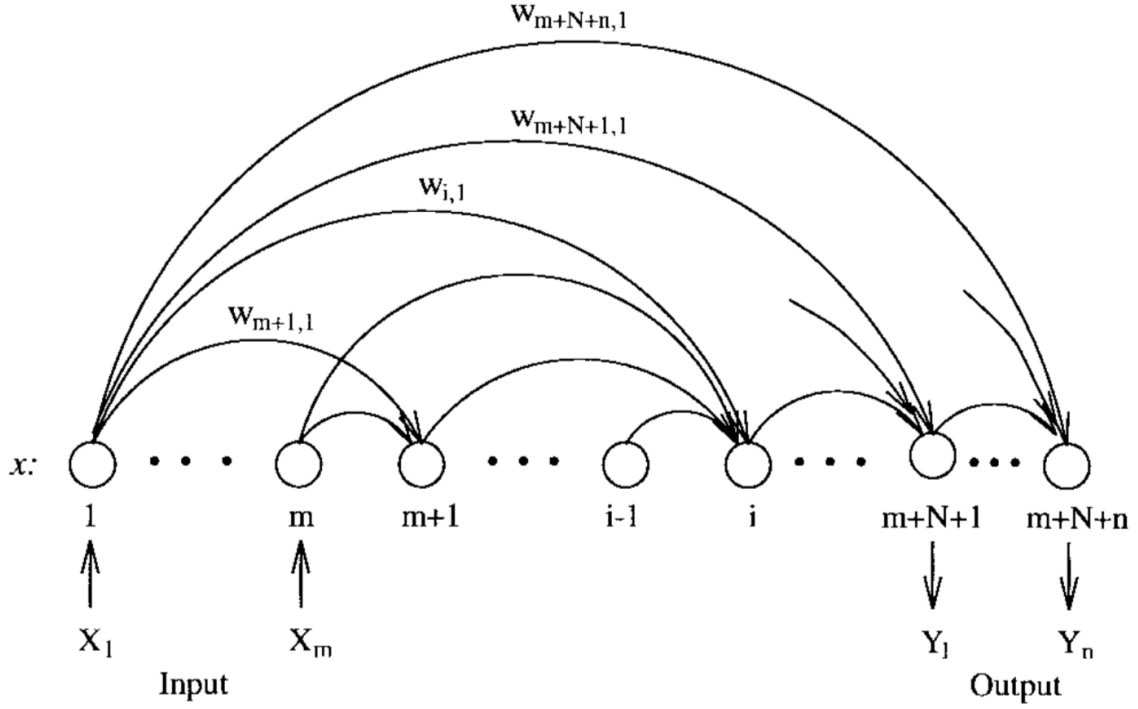 w_{m+N+n,1}
w_{m+N+1,1}
w_{i,1}
w_{m+1,1}
x:
1 m m+1 i-1 i m+N+1 m+N+n
X_1 X_m Y_1 Y_n
Input Output